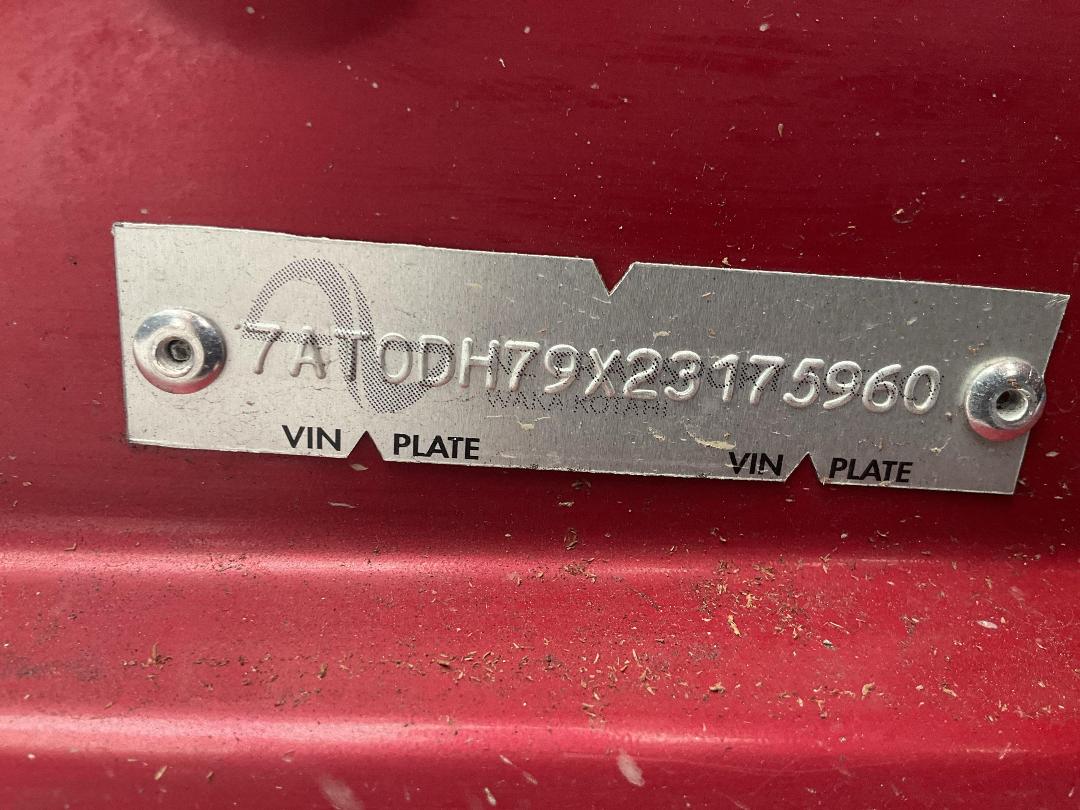 7AT0DH79X23175960
WAKA KOTAHI
VIN PLATE VIN PLATE